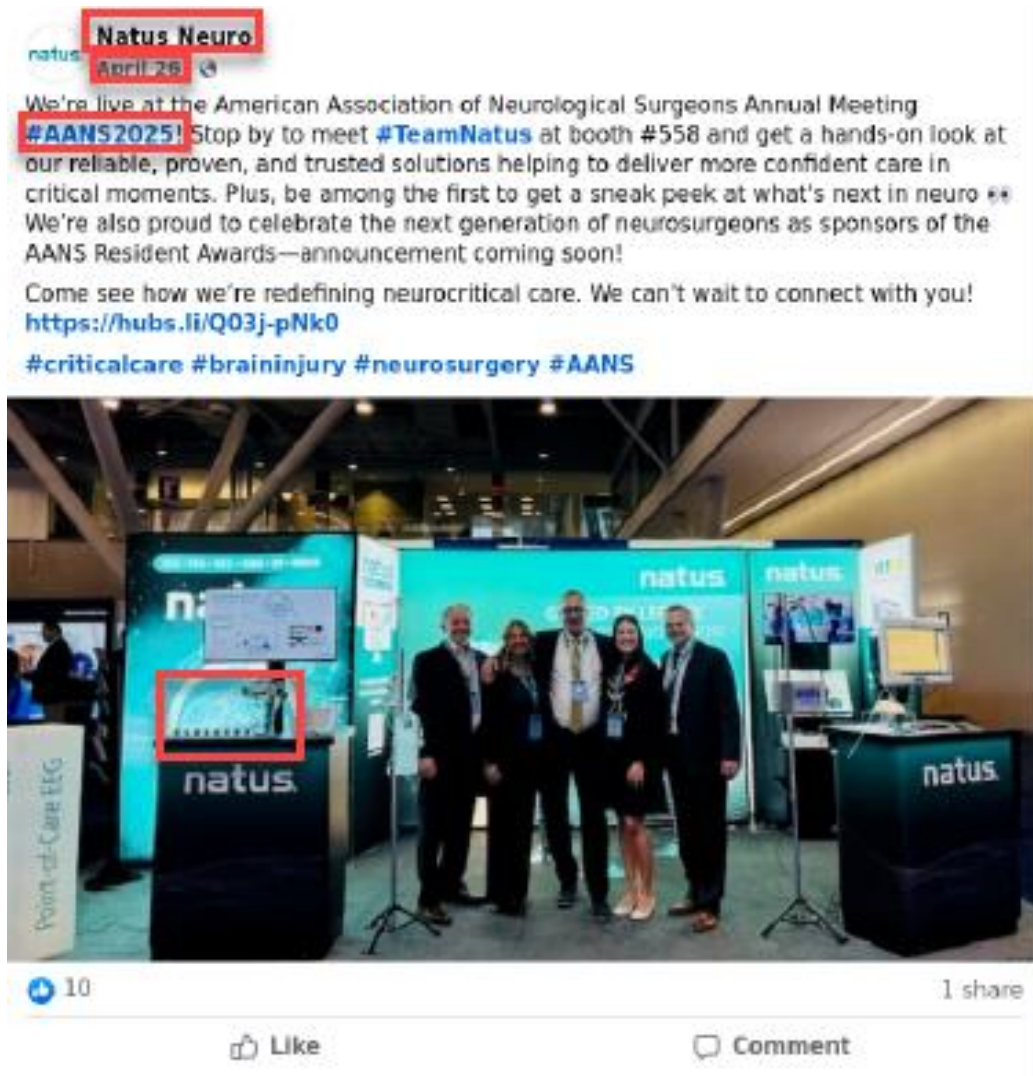 natus
Natus Neuro
April 26
We're live at the American Association of Neurological Surgeons Annual Meeting
#AANS2025! Stop by to meet #TeamNatus at booth #558 and get a hands-on look at
our reliable, proven, and trusted solutions helping to deliver more confident care in
critical moments. Plus, be among the first to get a sneak peek at what's next in neuro 👀
We're also proud to celebrate the next generation of neurosurgeons as sponsors of the
AANS Resident Awards—announcement coming soon!
Come see how we're redefining neurocritical care. We can't wait to connect with you!
https://hubs.li/Q03j-pNk0
#criticalcare #braininjury #neurosurgery #AANS
natus
natus
natus
natus
Point-of-Care EEG
10
1 share
Like
Comment